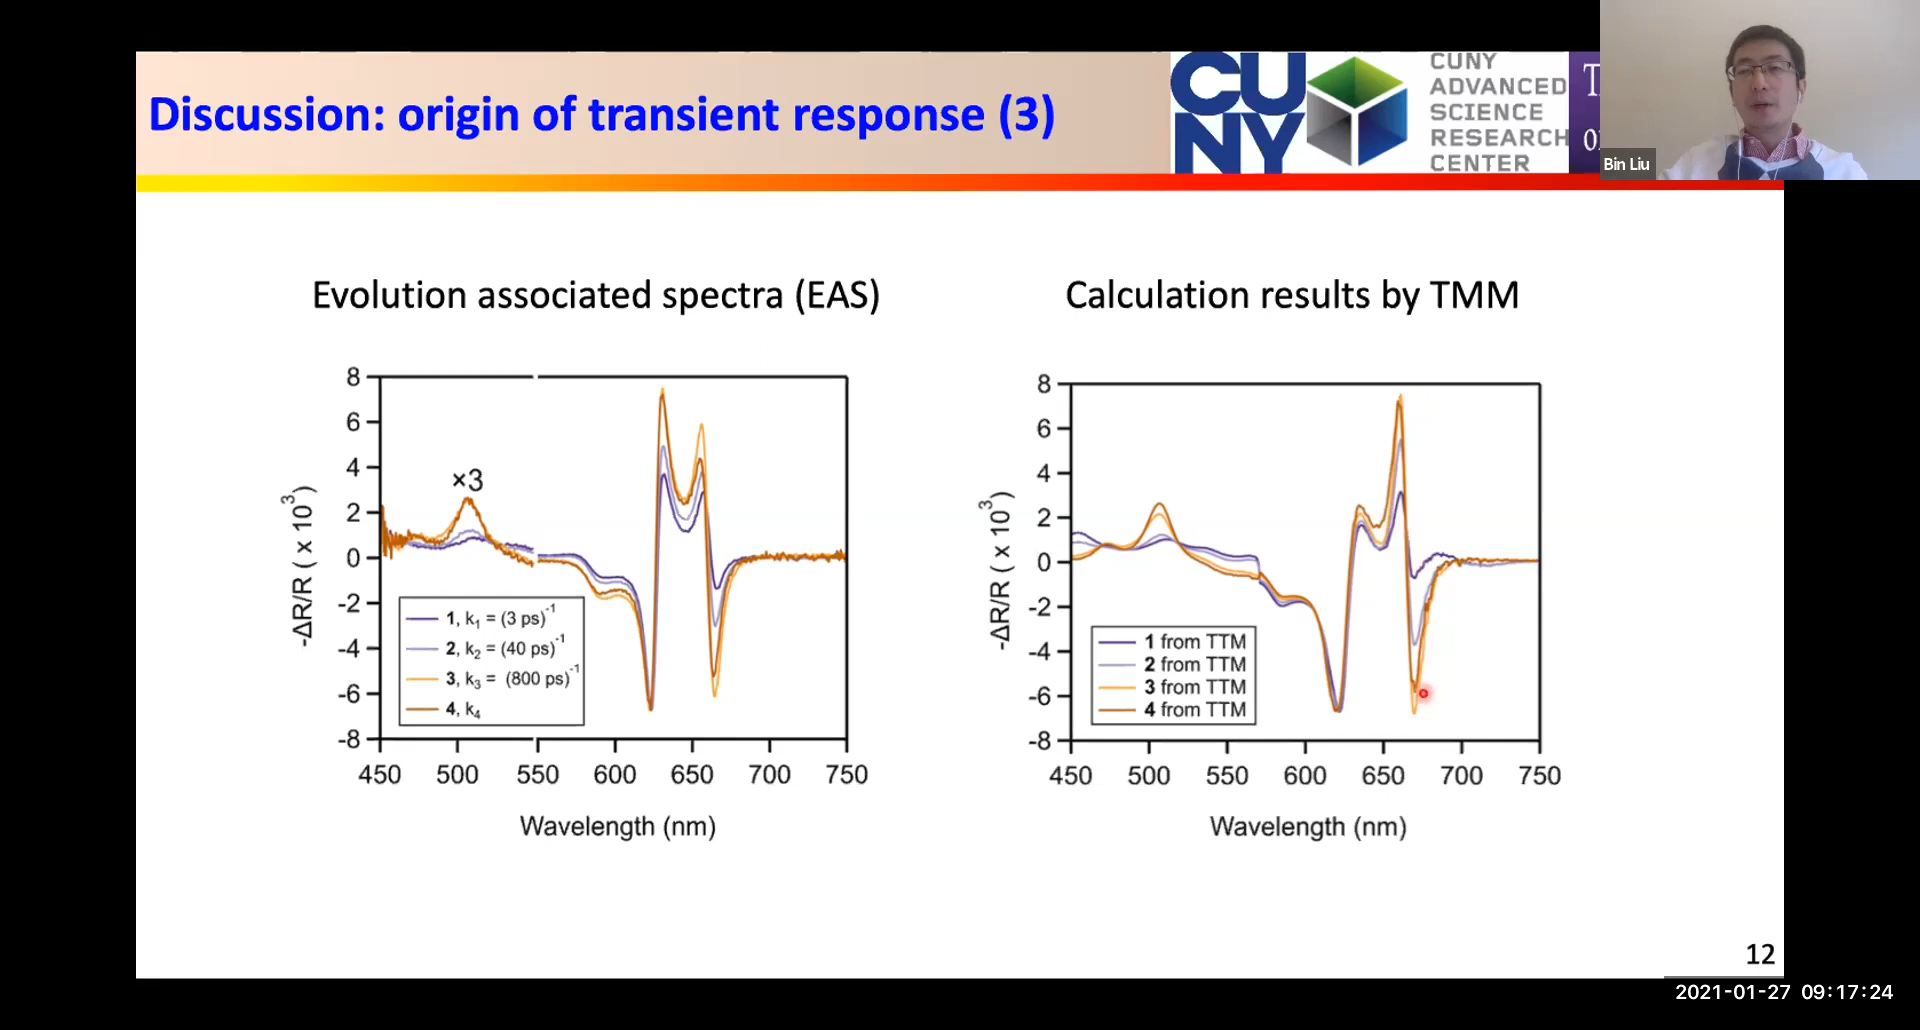 Discussion: origin of transient response (3)
CU
NY
CUNY
ADVANCED
SCIENCE
RESEARCH
CENTER
Bin Liu
Evolution associated spectra (EAS)
Calculation results by TMM
8
6
4
2
0
-2
-4
-6
-8
-ΔR/R ( x 10³)
×3
1, k₁ = (3 ps)⁻¹
2, k₂ = (40 ps)⁻¹
3, k₃ = (800 ps)⁻¹
4, k₄
450 500 550 600 650 700 750
Wavelength (nm)
8
6
4
2
0
-2
-4
-6
-8
-ΔR/R ( x 10³)
1 from TTM
2 from TTM
3 from TTM
4 from TTM
450 500 550 600 650 700 750
Wavelength (nm)
12
2021-01-27 09:17:24